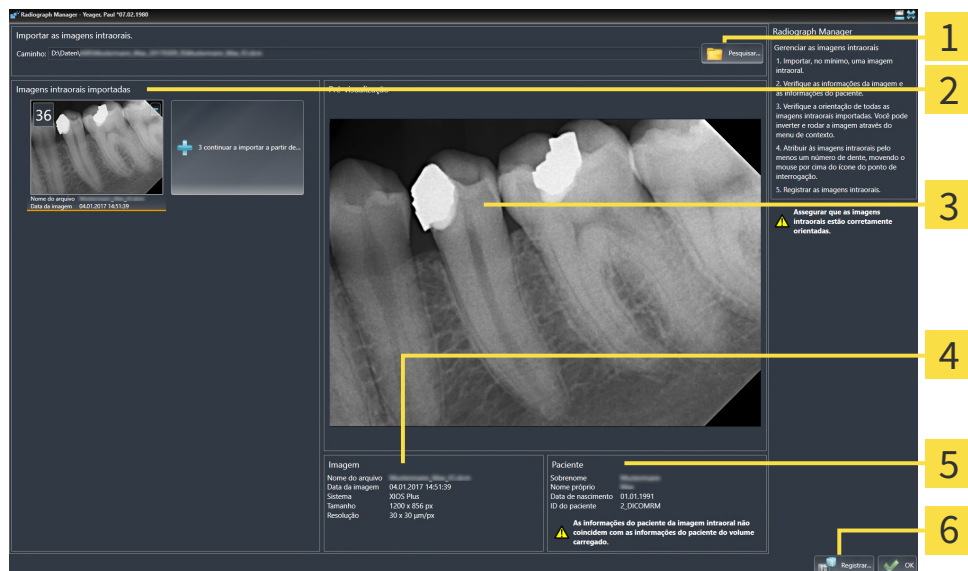 Radiograph Manager - Yeager, Paul *07.02.1980
Importar as imagens intraorais.
Caminho: D:\Daten\
Pesquisar...
Imagens intraorais importadas
36
3 continuar a importar a partir de...
Nome do arquivo
Data da imagem 04.01.2017 14:51:39
Pré-visualização
Imagem
Nome do arquivo
Data da imagem 04.01.2017 14:51:39
Sistema XIOS Plus
Tamanho 1200 x 856 px
Resolução 30 x 30 µm/px
Paciente
Sobrenome
Nome próprio
Data de nascimento 01.01.1991
ID do paciente 2_DICOMRM
As informações do paciente da imagem intraoral não
coincidem com as informações do paciente do volume
carregado.
Radiograph Manager
Gerenciar as imagens intraorais
1. Importar, no mínimo, uma imagem
intraoral.
2. Verifique as informações da imagem e
as informações do paciente.
3. Verifique a orientação de todas as
imagens intraorais importadas. Você pode
inverter e rodar a imagem através do
menu de contexto.
4. Atribuir às imagens intraorais pelo
menos um número de dente, movendo o
mouse por cima do ícone do ponto de
interrogação.
5. Registrar as imagens intraorais.
Assegurar que as imagens
intraorais estão corretamente
orientadas.
Registrar...
OK
1
2
3
4
5
6